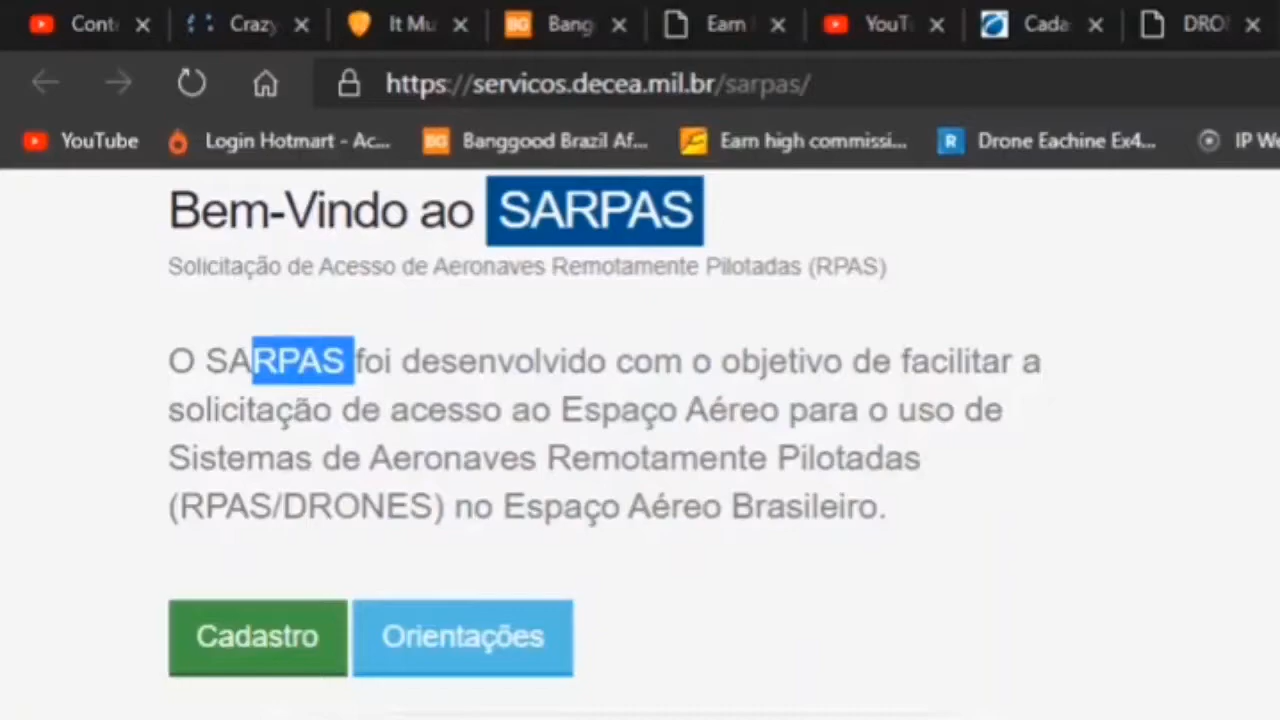 Cont Crazy It Mu Bang Earn YouT Cada DRO
https://servicos.decea.mil.br/sarpas/
YouTube Login Hotmart - Ac... BG Banggood Brazil Af... Earn high commissi... R Drone Eachine Ex4... IP We
Bem-Vindo ao SARPAS
Solicitação de Acesso de Aeronaves Remotamente Pilotadas (RPAS)
O SARPAS foi desenvolvido com o objetivo de facilitar a
solicitação de acesso ao Espaço Aéreo para o uso de
Sistemas de Aeronaves Remotamente Pilotadas
(RPAS/DRONES) no Espaço Aéreo Brasileiro.
Cadastro Orientações